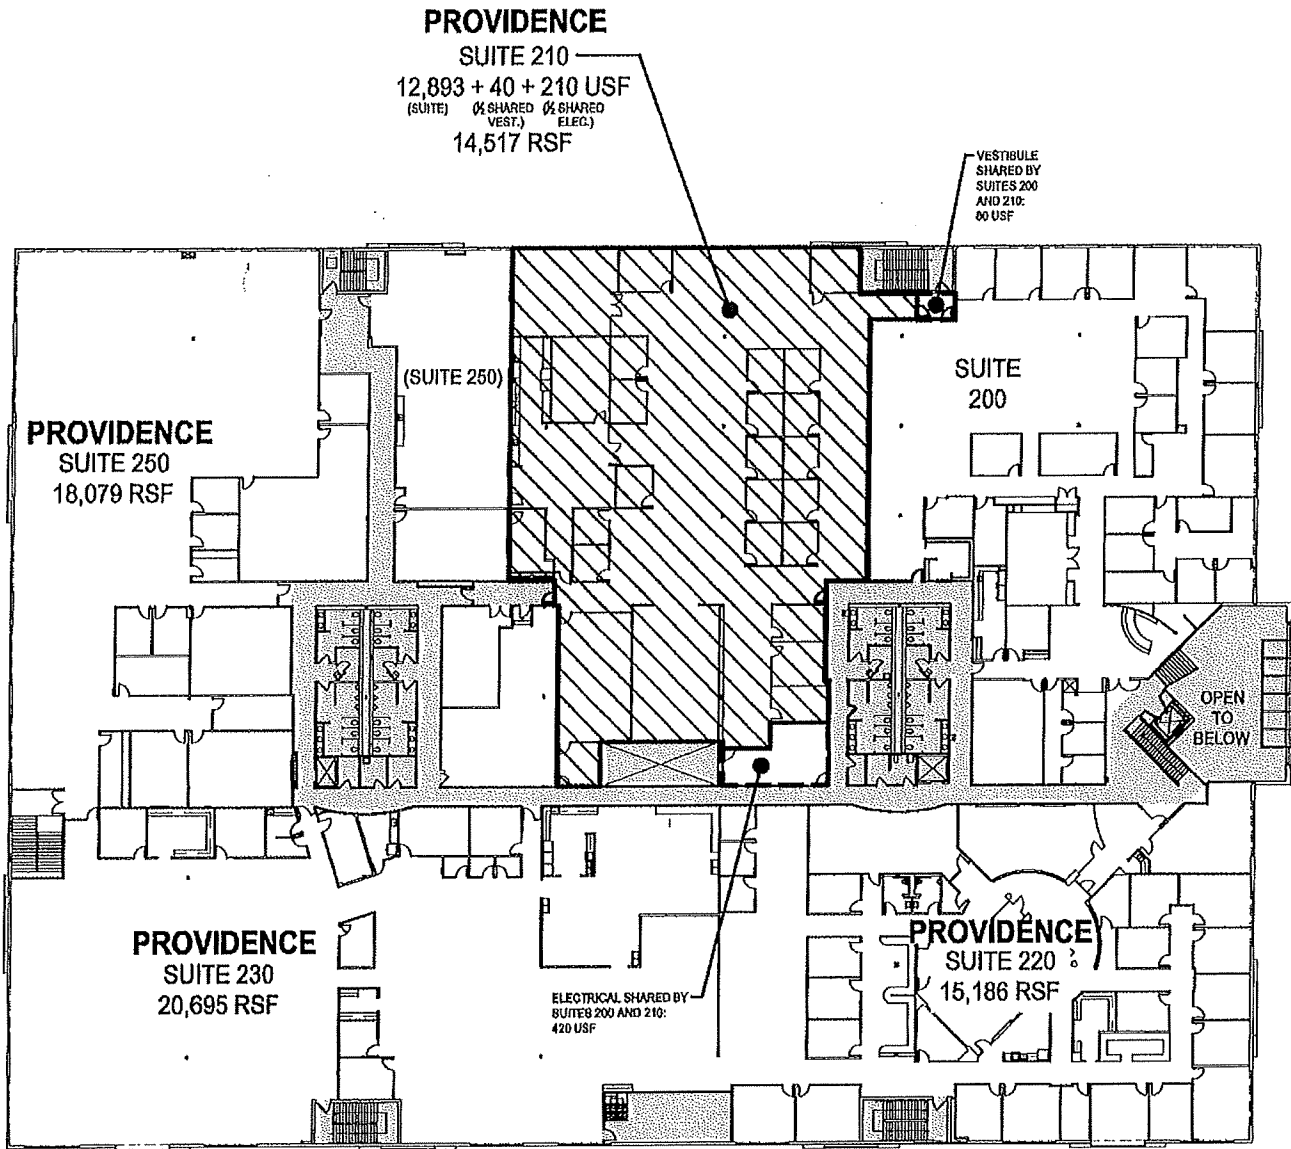 PROVIDENCE
SUITE 210
12,893 + 40 + 210 USF
(SUITE) (½ SHARED (½ SHARED
VEST.) ELEC.)
14,517 RSF
VESTIBULE
SHARED BY
SUITES 200
AND 210:
80 USF
(SUITE 250)
SUITE
200
PROVIDENCE
SUITE 250
18,079 RSF
OPEN
TO
BELOW
PROVIDENCE
SUITE 230
20,695 RSF
PROVIDENCE
SUITE 220
15,186 RSF
ELECTRICAL SHARED BY
SUITES 200 AND 210:
420 USF